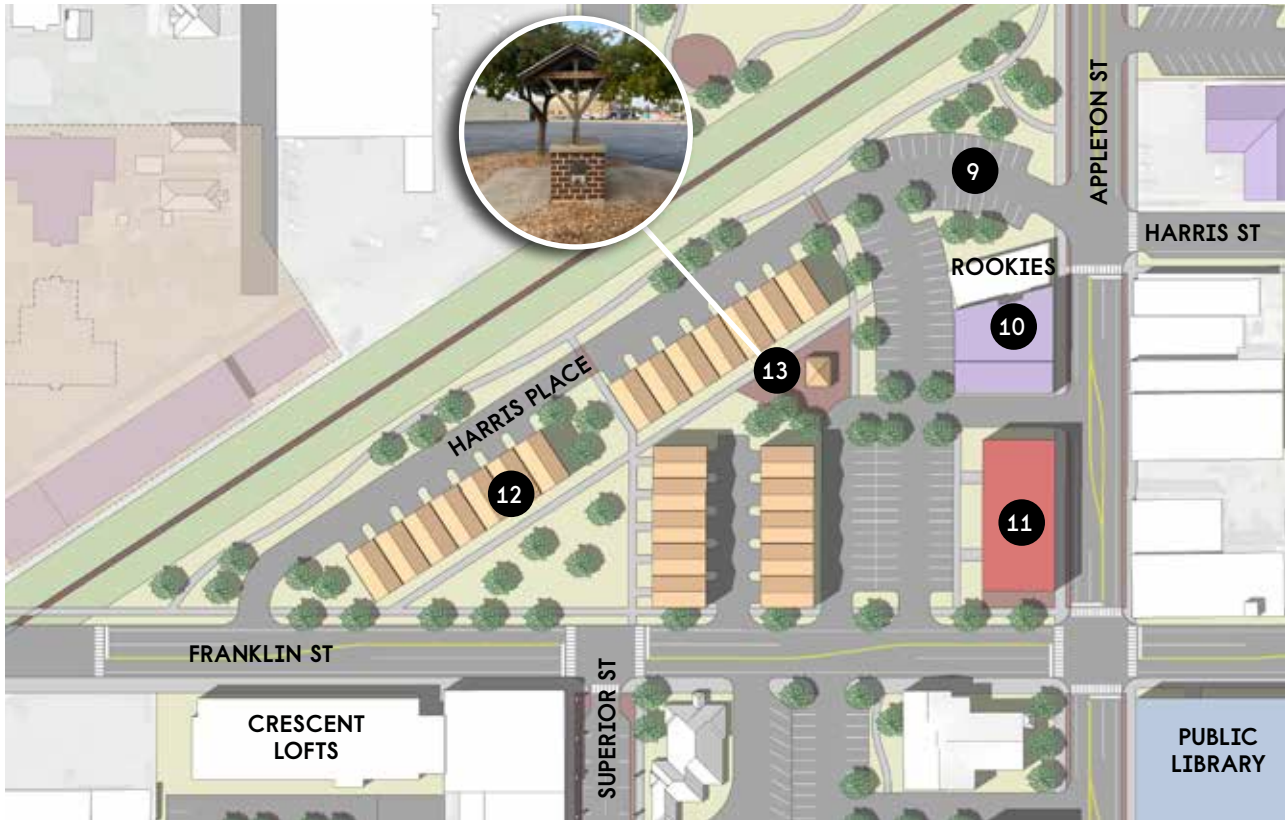 APPLETON ST
9
HARRIS ST
ROOKIES
10
13
HARRIS PLACE
12
11
FRANKLIN ST
SUPERIOR ST
CRESCENT
LOFTS
PUBLIC
LIBRARY